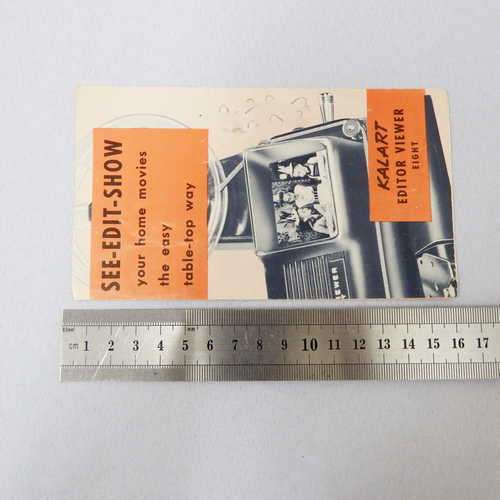 SEE-EDIT-SHOW
your home movies
the easy
table-top way
KALART
EDITOR VIEWER
EIGHT
VIEWER
cm 1 2 3 4 5 6 7 8 9 10 11 12 13 14 15 16 17